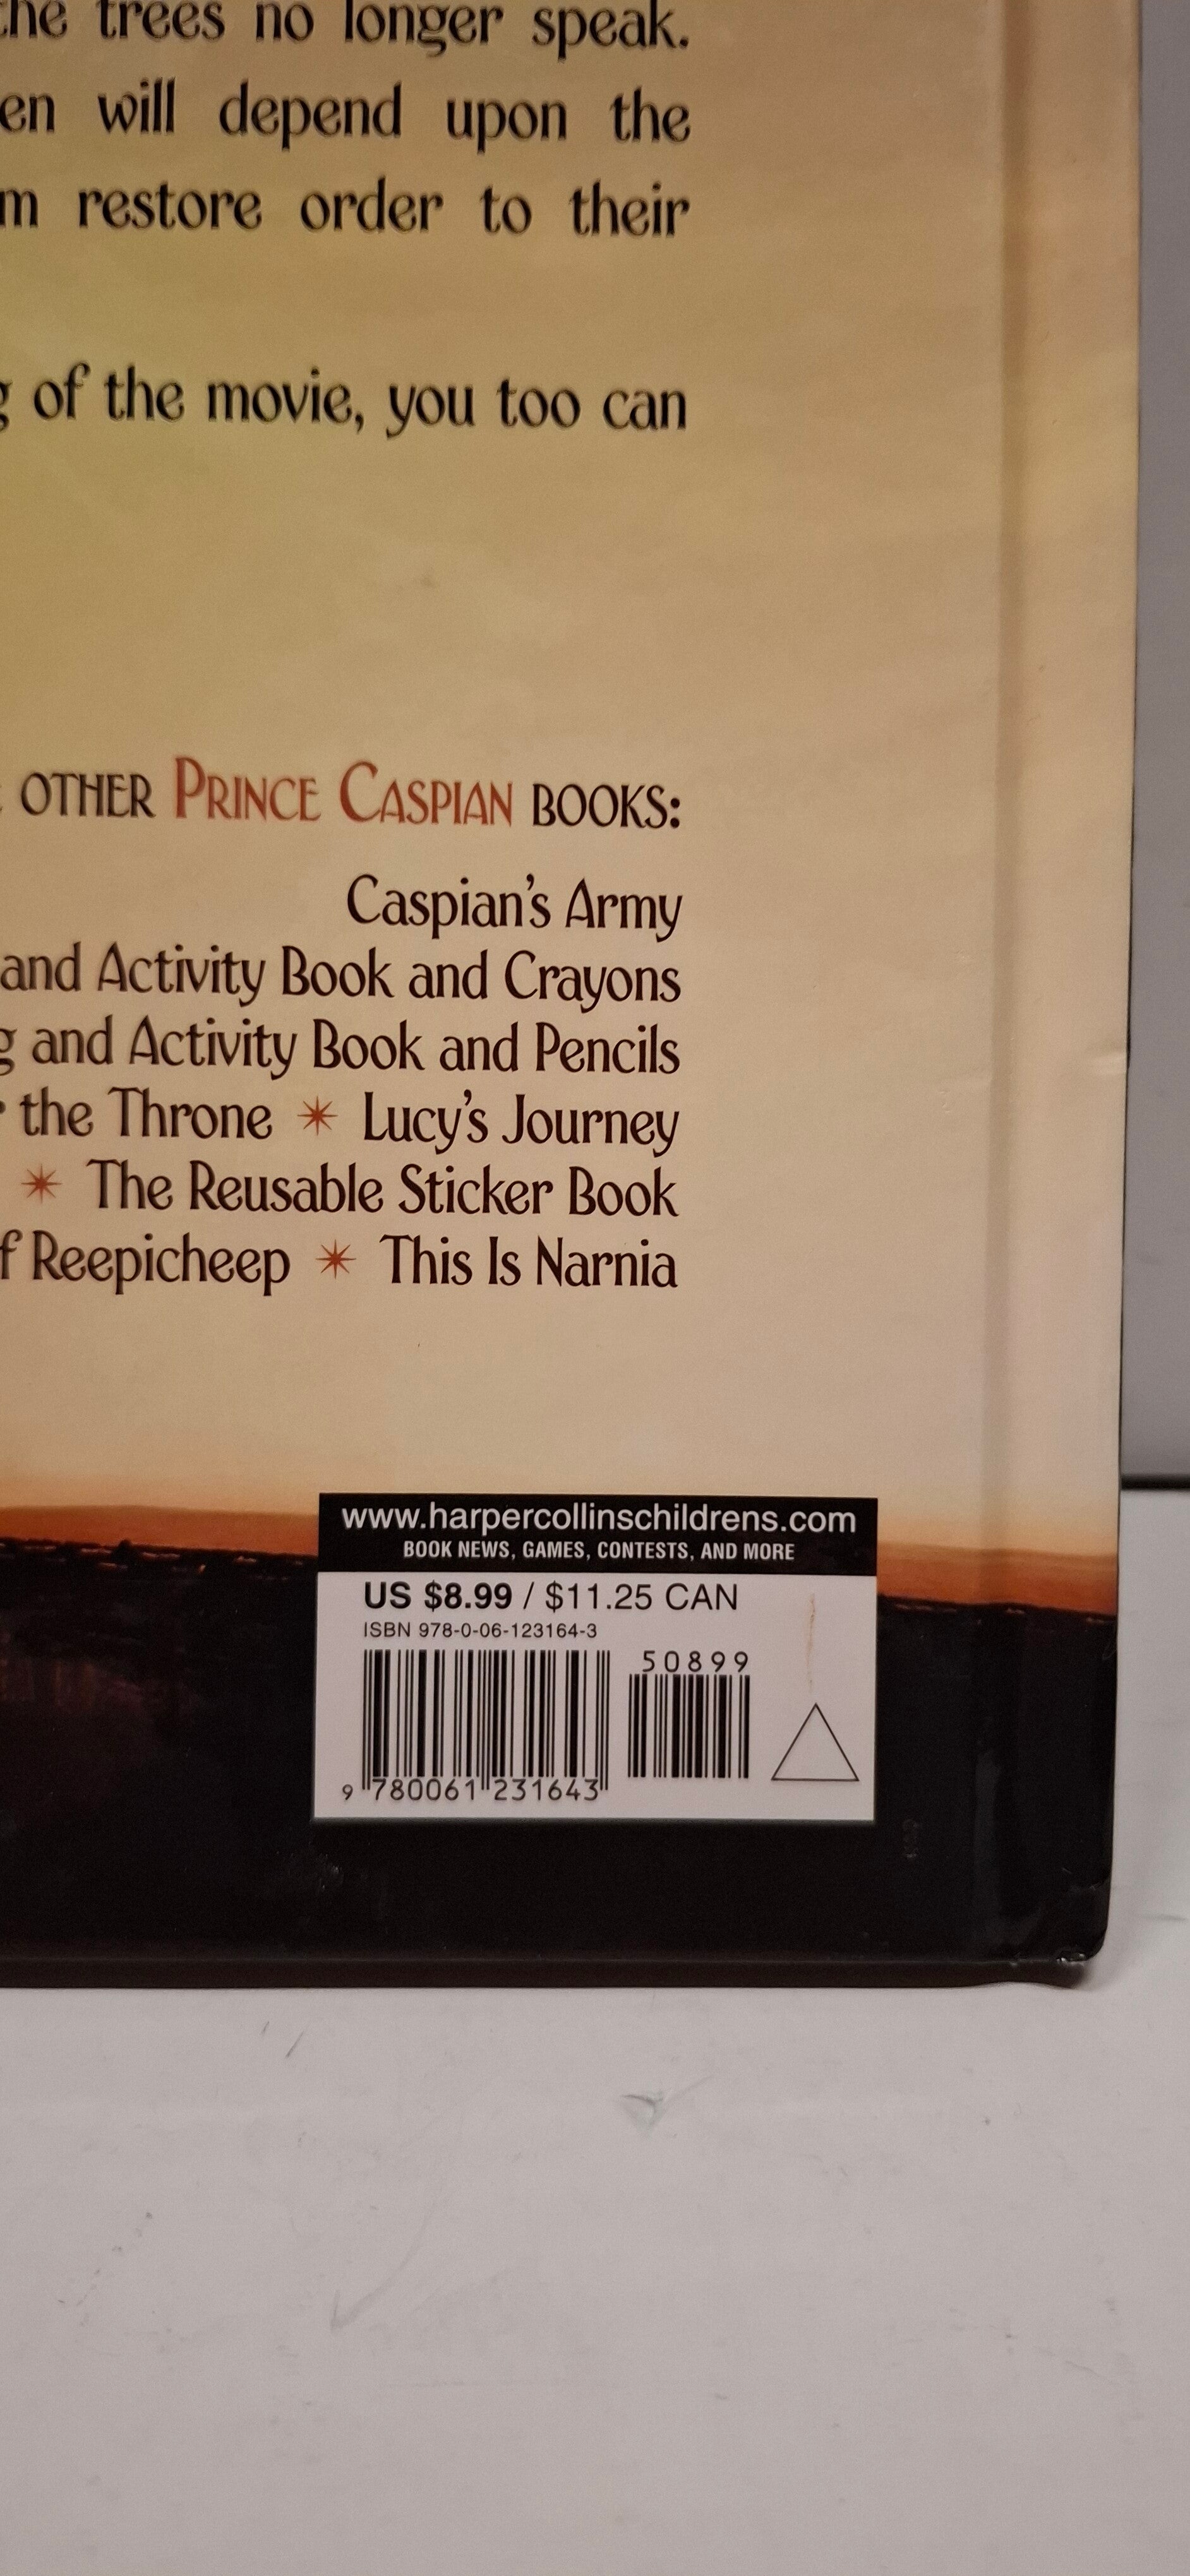 the trees no longer speak.
en will depend upon the
m restore order to their
g of the movie, you too can
OTHER PRINCE CASPIAN BOOKS:
Caspian's Army
and Activity Book and Crayons
g and Activity Book and Pencils
the Throne ✶ Lucy's Journey
✶ The Reusable Sticker Book
f Reepicheep ✶ This Is Narnia
www.harpercollinschildrens.com
BOOK NEWS, GAMES, CONTESTS, AND MORE
US $8.99 / $11.25 CAN
ISBN 978-0-06-123164-3
50899
9 780061 231643